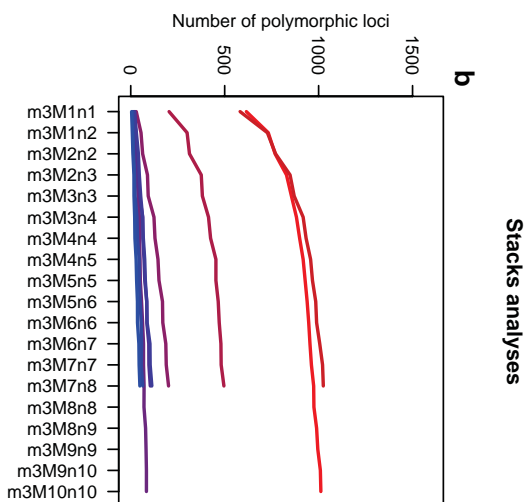 Number of polymorphic loci
0
500
1000
1500
b
Stacks analyses
m3M1n1
m3M1n2
m3M2n2
m3M2n3
m3M3n3
m3M3n4
m3M4n4
m3M4n5
m3M5n5
m3M5n6
m3M6n6
m3M6n7
m3M7n7
m3M7n8
m3M8n8
m3M8n9
m3M9n9
m3M9n10
m3M10n10